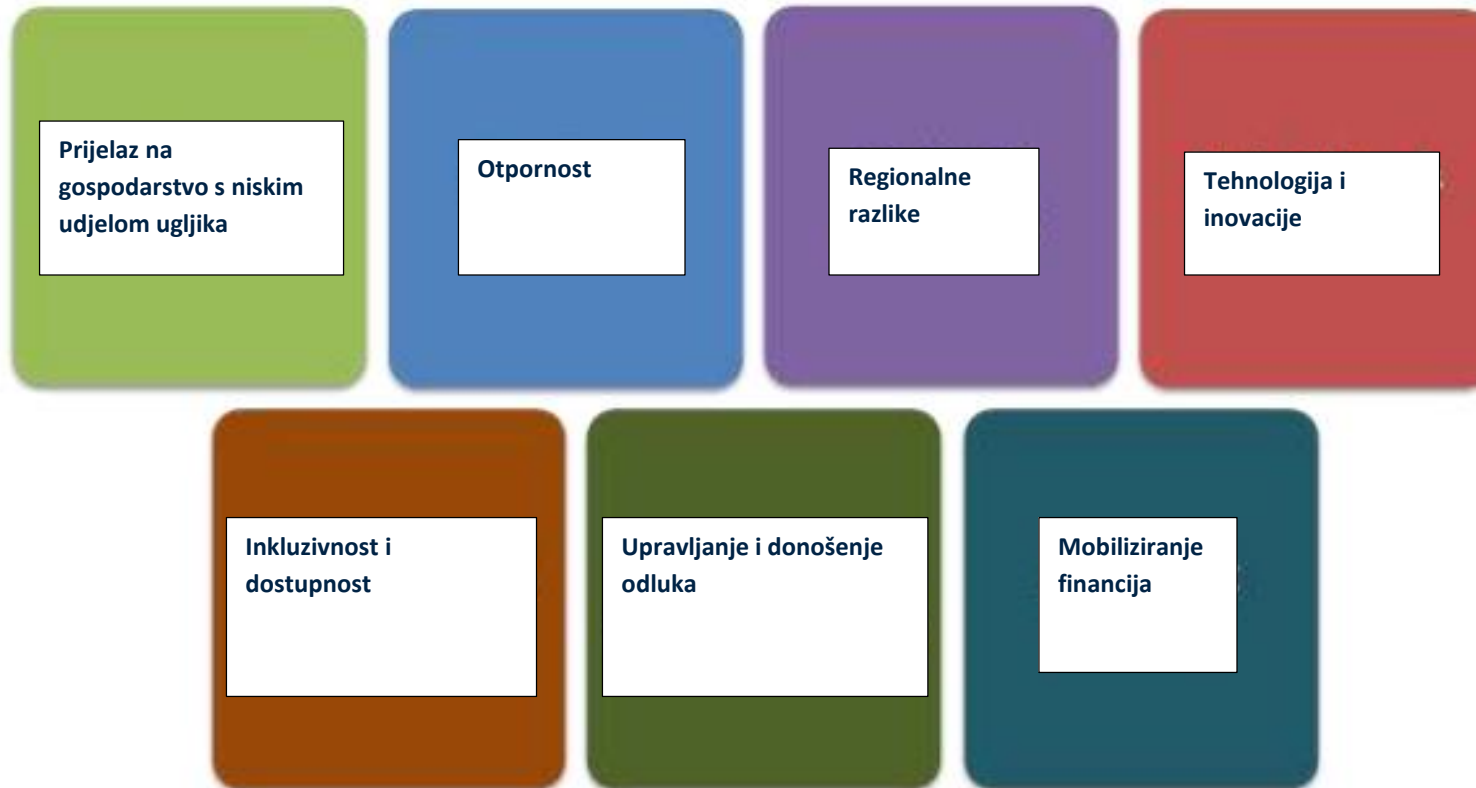 Prijelaz na
gospodarstvo s niskim
udjelom ugljika
Otpornost
Regionalne
razlike
Tehnologija i
inovacije
Inkluzivnost i
dostupnost
Upravljanje i donošenje
odluka
Mobiliziranje
financija